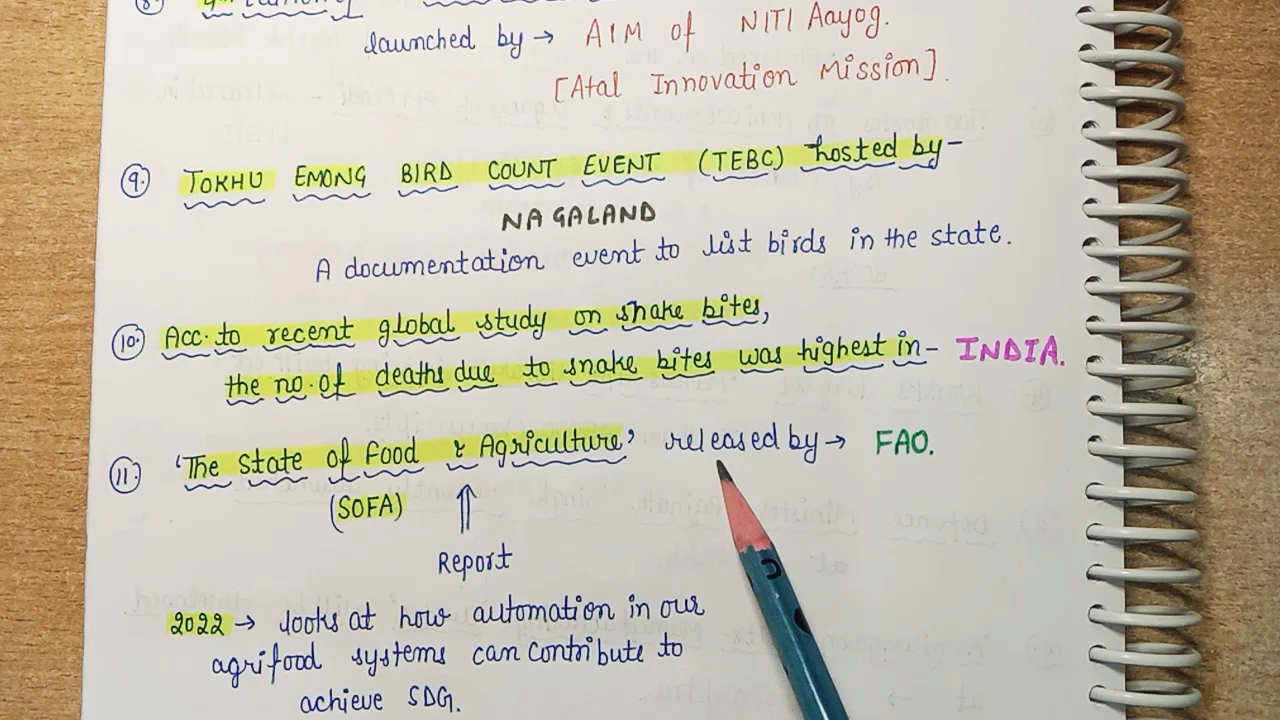 8.
launched by → AIM of NITI Aayog.
[Atal Innovation Mission].
9. TOKHU EMONG BIRD COUNT EVENT (TEBC) hosted by-
NAGALAND
A documentation event to list birds in the state.
10. Acc. to recent global study on snake bites,
the no. of deaths due to snake bites was highest in - INDIA.
11. 'The State of Food & Agriculture' released by → FAO.
(SOFA) ⇑
Report
2022 → looks at how automation in our
agrifood systems can contribute to
achieve SDG.